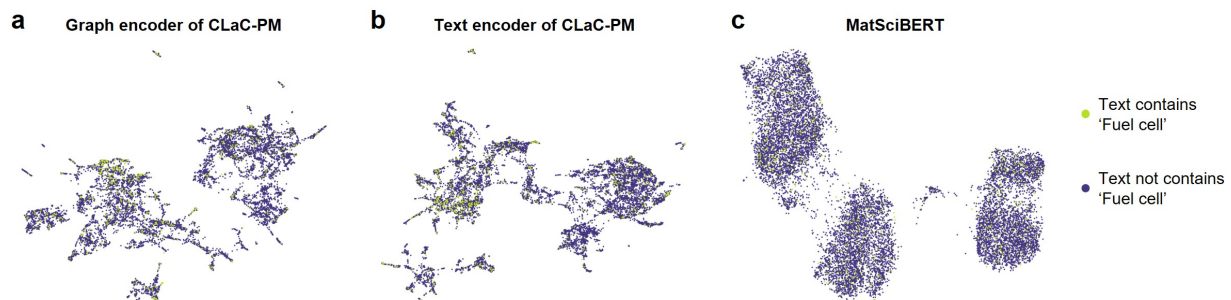 a Graph encoder of CLaC-PM
b Text encoder of CLaC-PM
c MatSciBERT
Text contains
'Fuel cell'
Text not contains
'Fuel cell'